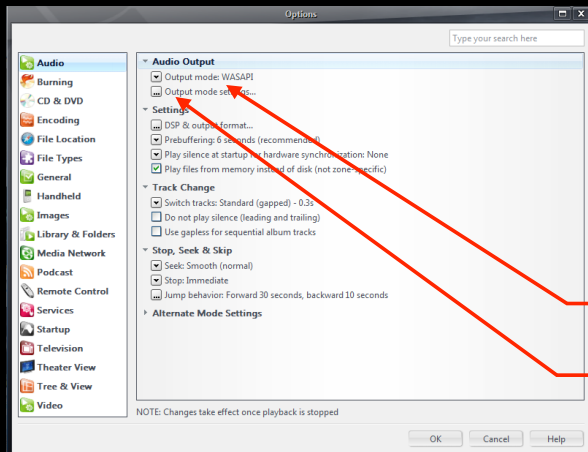 Options
Type your search here
Audio
Burning
CD & DVD
Encoding
File Location
File Types
General
Handheld
Images
Library & Folders
Media Network
Podcast
Remote Control
Services
Startup
Television
Theater View
Tree & View
Video
Audio Output
Output mode: WASAPI
Output mode settings...
Settings
DSP & output format...
Prebuffering: 6 seconds (recommended)
Play silence at startup for hardware synchronization: None
Play files from memory instead of disk (not zone-specific)
Track Change
Switch tracks: Standard (gapped) - 0.3s
Do not play silence (leading and trailing)
Use gapless for sequential album tracks
Stop, Seek & Skip
Seek: Smooth (normal)
Stop: Immediate
Jump behavior: Forward 30 seconds, backward 10 seconds
Alternate Mode Settings
NOTE: Changes take effect once playback is stopped
OK
Cancel
Help